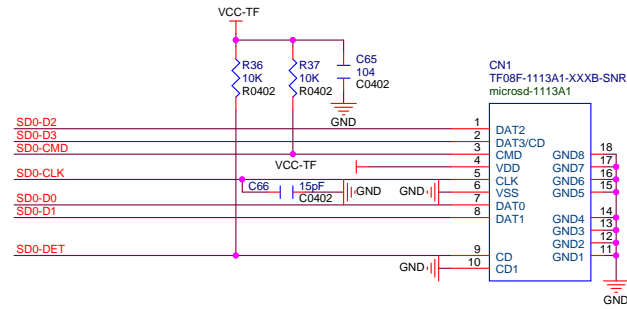 VCC-TF
R36
10K
R0402
R37
10K
R0402
C65
104
C0402
GND
CN1
TF08F-1113A1-XXXB-SNR
microsd-1113A1
SD0-D2
SD0-D3
SD0-CMD
VCC-TF
SD0-CLK
C66
15pF
C0402
GND
GND
SD0-D0
SD0-D1
SD0-DET
GND
1 DAT2
2 DAT3/CD
3 CMD
4 VDD
5 CLK
6 VSS
7 DAT0
8 DAT1
9 CD
10 CD1
GND8 18
GND7 17
GND6 16
GND5 15
GND4 14
GND3 13
GND2 12
GND1 11
GND